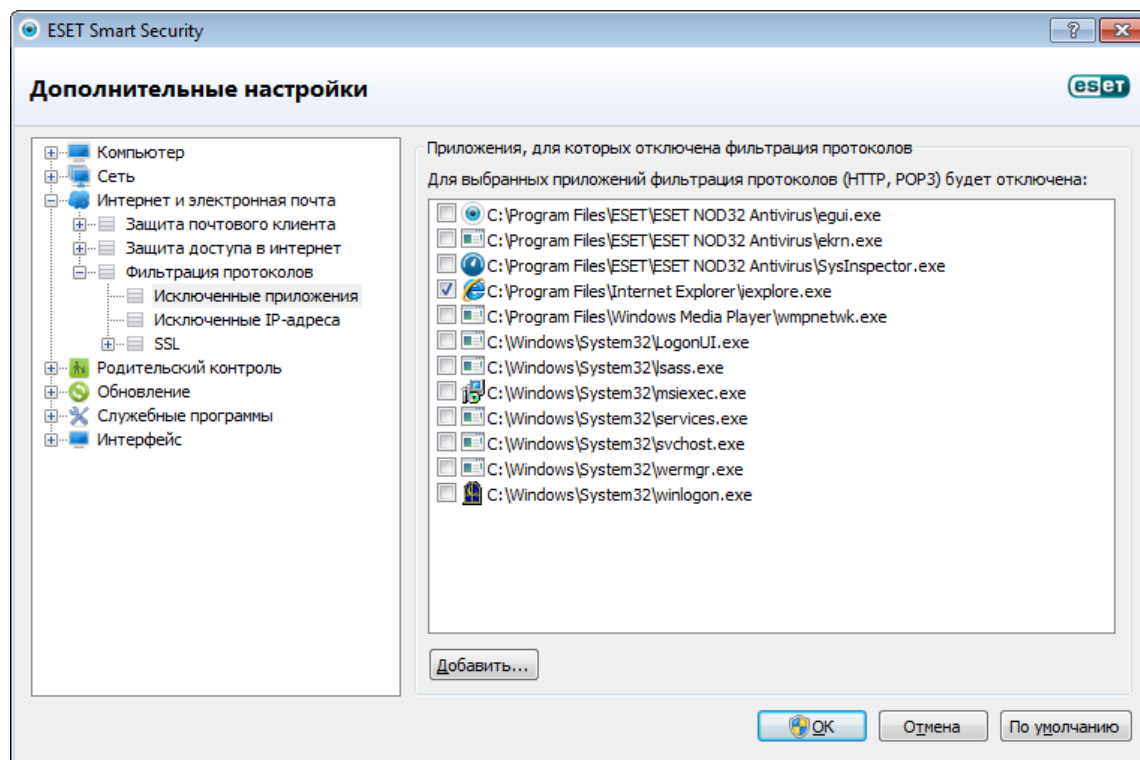 ESET Smart Security
?
Дополнительные настройки
eseт
Компьютер
Сеть
Интернет и электронная почта
Защита почтового клиента
Защита доступа в интернет
Фильтрация протоколов
Исключенные приложения
Исключенные IP-адреса
SSL
Родительский контроль
Обновление
Служебные программы
Интерфейс
Приложения, для которых отключена фильтрация протоколов
Для выбранных приложений фильтрация протоколов (HTTP, POP3) будет отключена:
C:\Program Files\ESET\ESET NOD32 Antivirus\egui.exe
C:\Program Files\ESET\ESET NOD32 Antivirus\ekrn.exe
C:\Program Files\ESET\ESET NOD32 Antivirus\SysInspector.exe
C:\Program Files\Internet Explorer\iexplore.exe
C:\Program Files\Windows Media Player\wmpnetwk.exe
C:\Windows\System32\LogonUI.exe
C:\Windows\System32\lsass.exe
C:\Windows\System32\msiexec.exe
C:\Windows\System32\services.exe
C:\Windows\System32\svchost.exe
C:\Windows\System32\wermgr.exe
C:\Windows\System32\winlogon.exe
Добавить...
OK Отмена По умолчанию